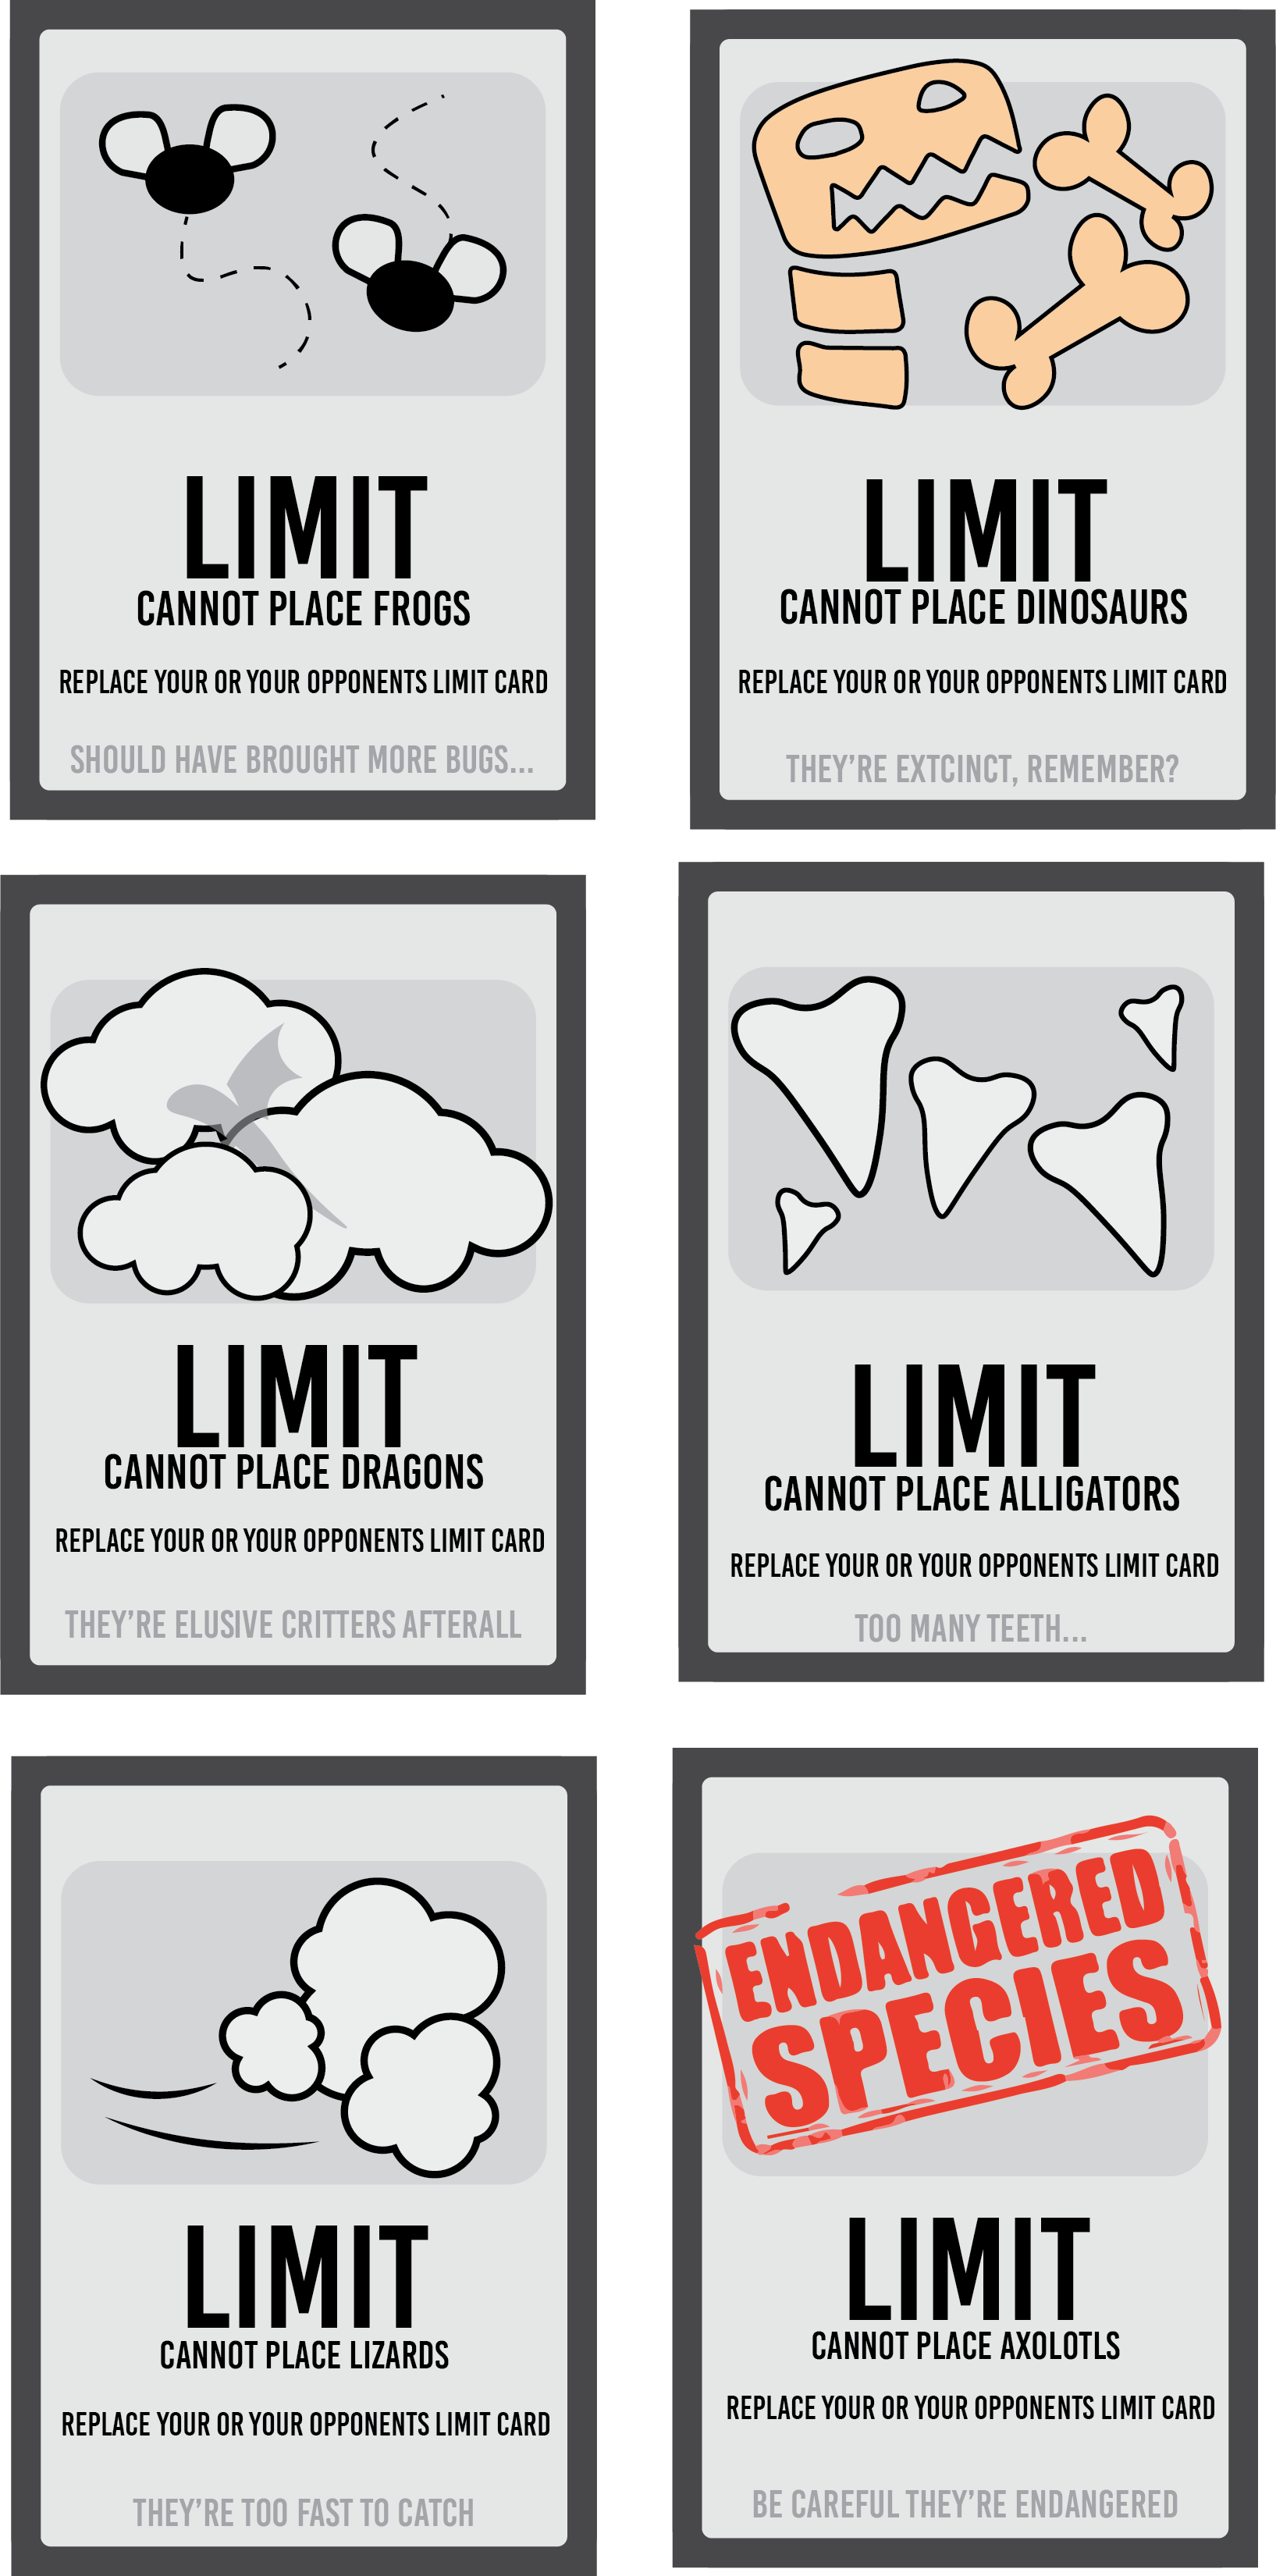 LIMIT
CANNOT PLACE FROGS
REPLACE YOUR OR YOUR OPPONENTS LIMIT CARD
SHOULD HAVE BROUGHT MORE BUGS...
LIMIT
CANNOT PLACE DINOSAURS
REPLACE YOUR OR YOUR OPPONENTS LIMIT CARD
THEY'RE EXTCINCT, REMEMBER?
LIMIT
CANNOT PLACE DRAGONS
REPLACE YOUR OR YOUR OPPONENTS LIMIT CARD
THEY'RE ELUSIVE CRITTERS AFTERALL
LIMIT
CANNOT PLACE ALLIGATORS
REPLACE YOUR OR YOUR OPPONENTS LIMIT CARD
TOO MANY TEETH...
LIMIT
CANNOT PLACE LIZARDS
REPLACE YOUR OR YOUR OPPONENTS LIMIT CARD
THEY'RE TOO FAST TO CATCH
ENDANGERED
SPECIES
LIMIT
CANNOT PLACE AXOLOTLS
REPLACE YOUR OR YOUR OPPONENTS LIMIT CARD
BE CAREFUL THEY'RE ENDANGERED